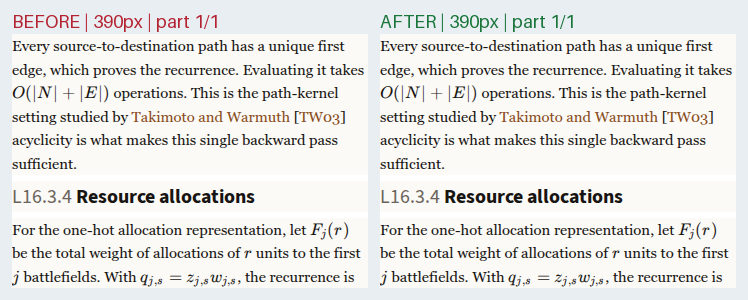 BEFORE | 390px | part 1/1
Every source-to-destination path has a unique first
edge, which proves the recurrence. Evaluating it takes
O(|N| + |E|) operations. This is the path-kernel
setting studied by Takimoto and Warmuth [TW03]
acyclicity is what makes this single backward pass
sufficient.
L16.3.4 Resource allocations
For the one-hot allocation representation, let F_j(r)
be the total weight of allocations of r units to the first
j battlefields. With q_{j,s} = z_{j,s} w_{j,s}, the recurrence is
AFTER | 390px | part 1/1
Every source-to-destination path has a unique first
edge, which proves the recurrence. Evaluating it takes
O(|N| + |E|) operations. This is the path-kernel
setting studied by Takimoto and Warmuth [TW03]
acyclicity is what makes this single backward pass
sufficient.
L16.3.4 Resource allocations
For the one-hot allocation representation, let F_j(r)
be the total weight of allocations of r units to the first
j battlefields. With q_{j,s} = z_{j,s} w_{j,s}, the recurrence is